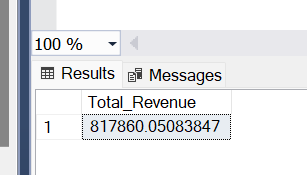 100 %
Results Messages
Total_Revenue
1 817860.05083847